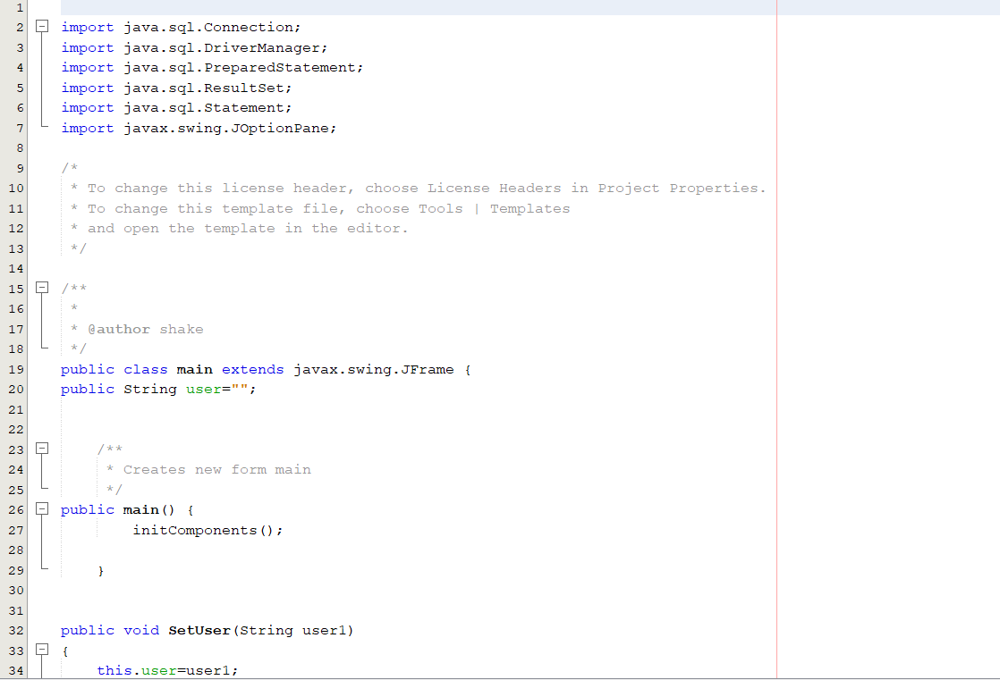 1
2 import java.sql.Connection;
3 import java.sql.DriverManager;
4 import java.sql.PreparedStatement;
5 import java.sql.ResultSet;
6 import java.sql.Statement;
7 import javax.swing.JOptionPane;
8
9 /*
10  * To change this license header, choose License Headers in Project Properties.
11  * To change this template file, choose Tools | Templates
12  * and open the template in the editor.
13  */
14
15 /**
16  *
17  * @author shake
18  */
19 public class main extends javax.swing.JFrame {
20 public String user="";
21
22
23     /**
24      * Creates new form main
25      */
26 public main() {
27         initComponents();
28
29     }
30
31
32 public void SetUser(String user1)
33 {
34     this.user=user1;